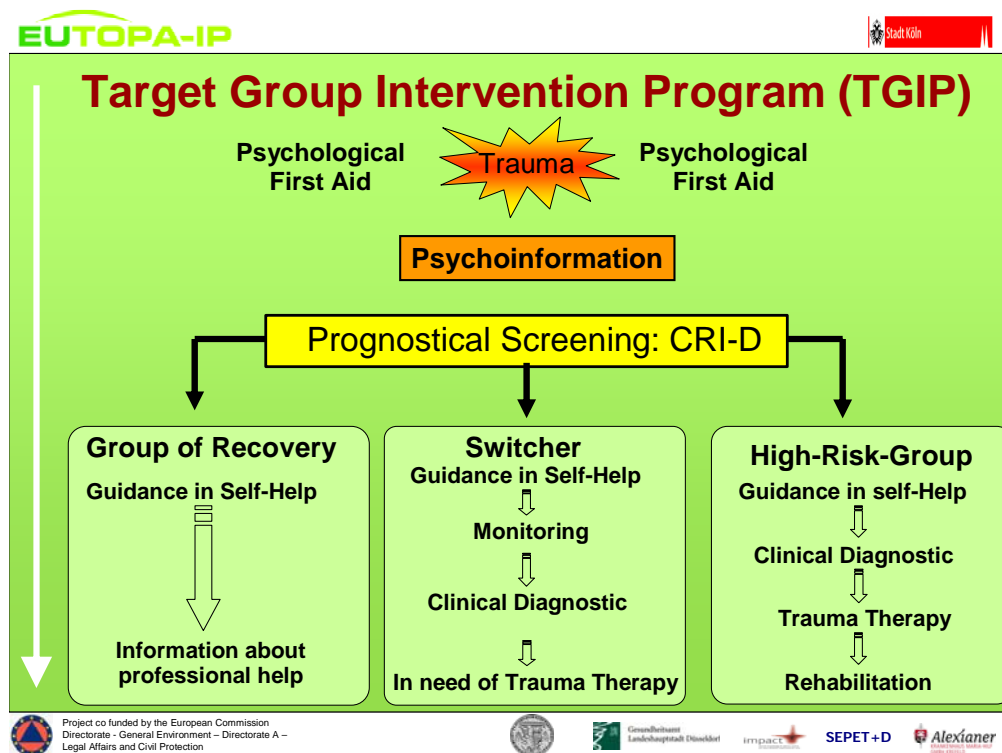 EUTOPA-IP
Stadt Köln
Target Group Intervention Program (TGIP)
Psychological
First Aid
Trauma
Psychological
First Aid
Psychoinformation
Prognostical Screening: CRI-D
Group of Recovery
Guidance in Self-Help
Information about
professional help
Switcher
Guidance in Self-Help
Monitoring
Clinical Diagnostic
In need of Trauma Therapy
High-Risk-Group
Guidance in self-Help
Clinical Diagnostic
Trauma Therapy
Rehabilitation
Project co funded by the European Commission
Directorate - General Environment – Directorate A –
Legal Affairs and Civil Protection
Gesundheitsamt
Landeshauptstadt Düsseldorf
impact
SEPET+D
Alexianer